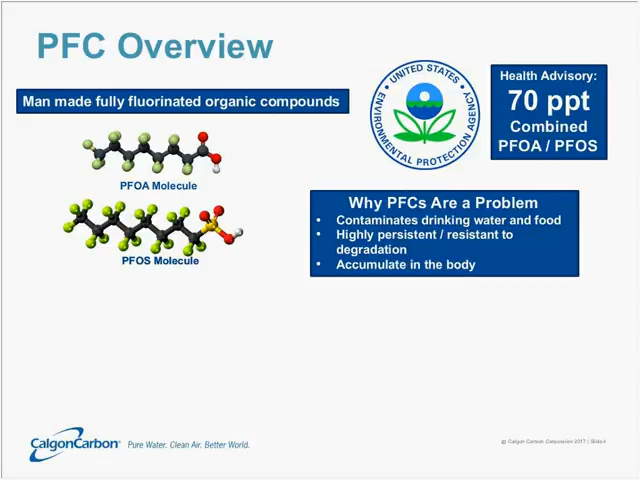 PFC Overview
Man made fully fluorinated organic compounds
PFOA Molecule
PFOS Molecule
UNITED STATES
ENVIRONMENTAL PROTECTION AGENCY
Health Advisory:
70 ppt
Combined
PFOA / PFOS
Why PFCs Are a Problem
• Contaminates drinking water and food
• Highly persistent / resistant to
degradation
• Accumulate in the body
CalgonCarbon® Pure Water. Clean Air. Better World.
© Calgon Carbon Corporation 2017 | Slide 4